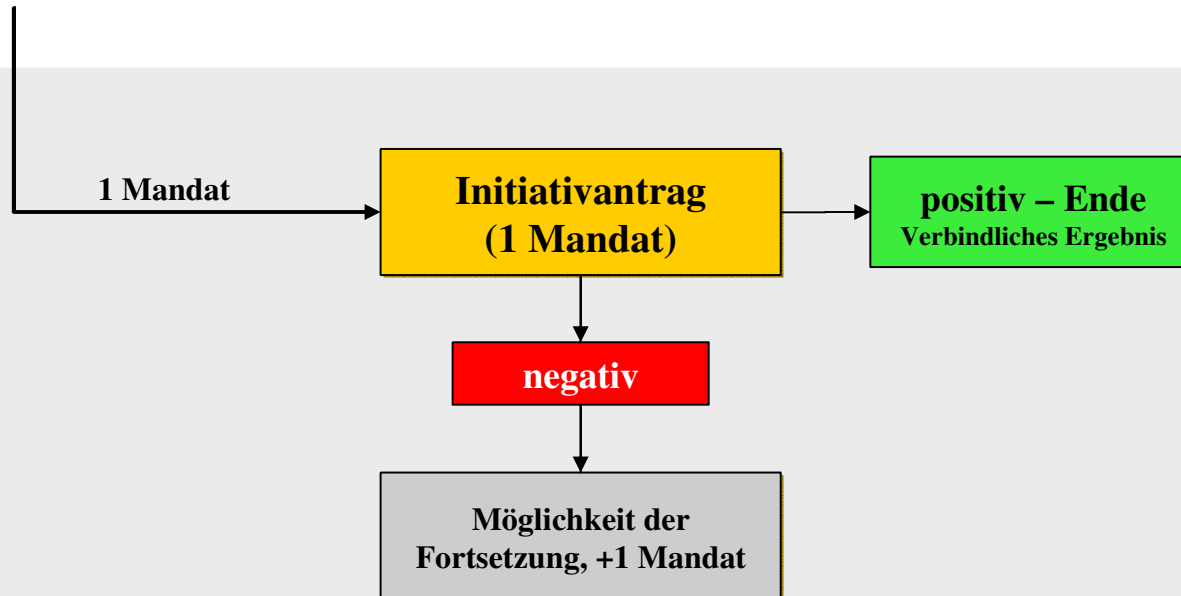 1 Mandat
Initiativantrag
(1 Mandat)
positiv – Ende
Verbindliches Ergebnis
negativ
Möglichkeit der
Fortsetzung, +1 Mandat